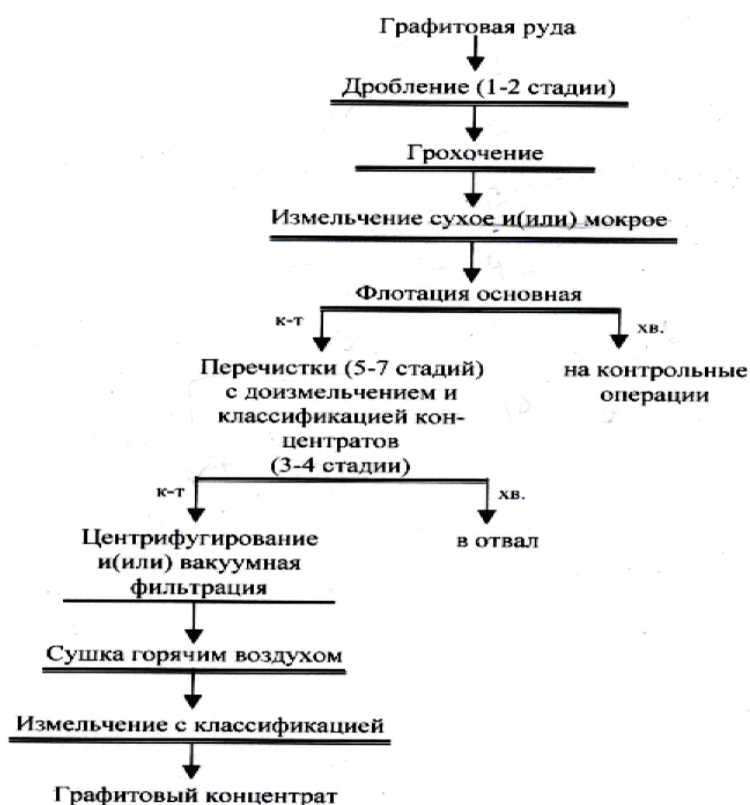 Графитовая руда
Дробление (1-2 стадии)
Грохочение
Измельчение сухое и(или) мокрое
Флотация основная
к-т
хв.
Перечистки (5-7 стадий)
с доизмельчением и
классификацией кон-
центратов
(3-4 стадии)
на контрольные
операции
к-т
хв.
Центрифугирование
и(или) вакуумная
фильтрация
в отвал
Сушка горячим воздухом
Измельчение с классификацией
Графитовый концентрат